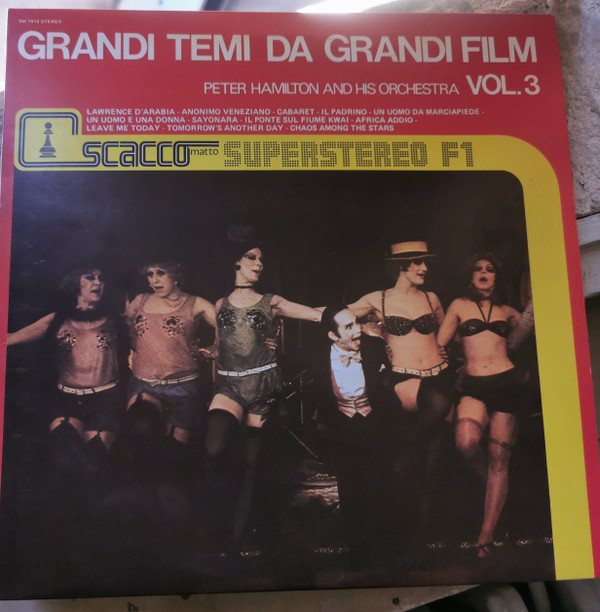 SM 7013 STEREO
GRANDI TEMI DA GRANDI FILM
PETER HAMILTON AND HIS ORCHESTRA VOL.3
LAWRENCE D'ARABIA - ANONIMO VENEZIANO - CABARET - IL PADRINO - UN UOMO DA MARCIAPIEDE -
UN UOMO E UNA DONNA - SAYONARA - IL PONTE SUL FIUME KWAI - AFRICA ADDIO -
LEAVE ME TODAY - TOMORROW'S ANOTHER DAY - CHAOS AMONG THE STARS
scacco matto SUPERSTEREO F1